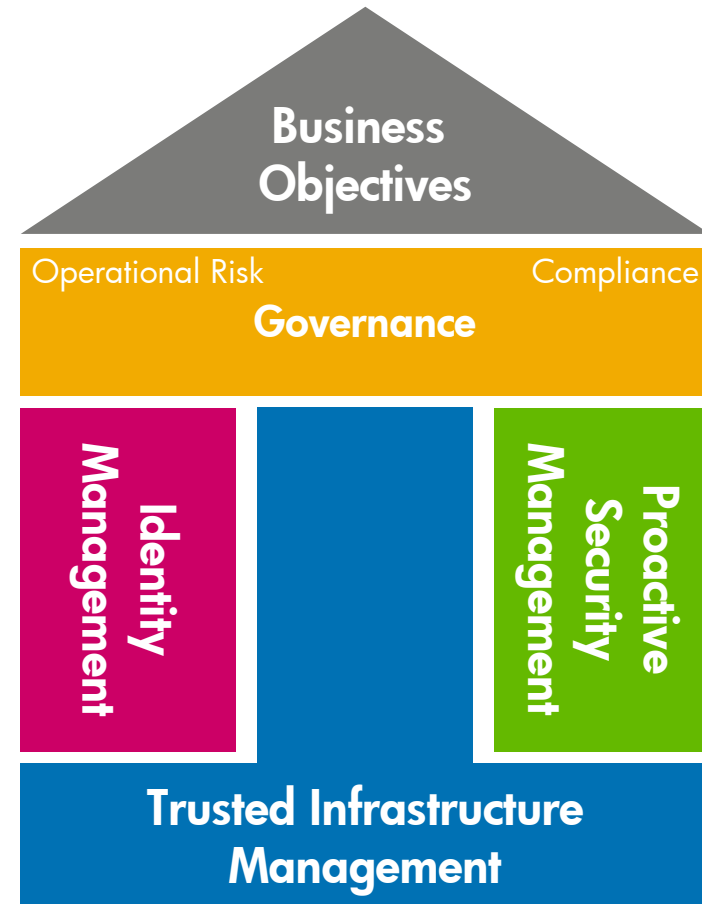 Business
Objectives
Operational Risk
Compliance
Governance
Identity
Management
Proactive
Security
Management
Trusted Infrastructure
Management